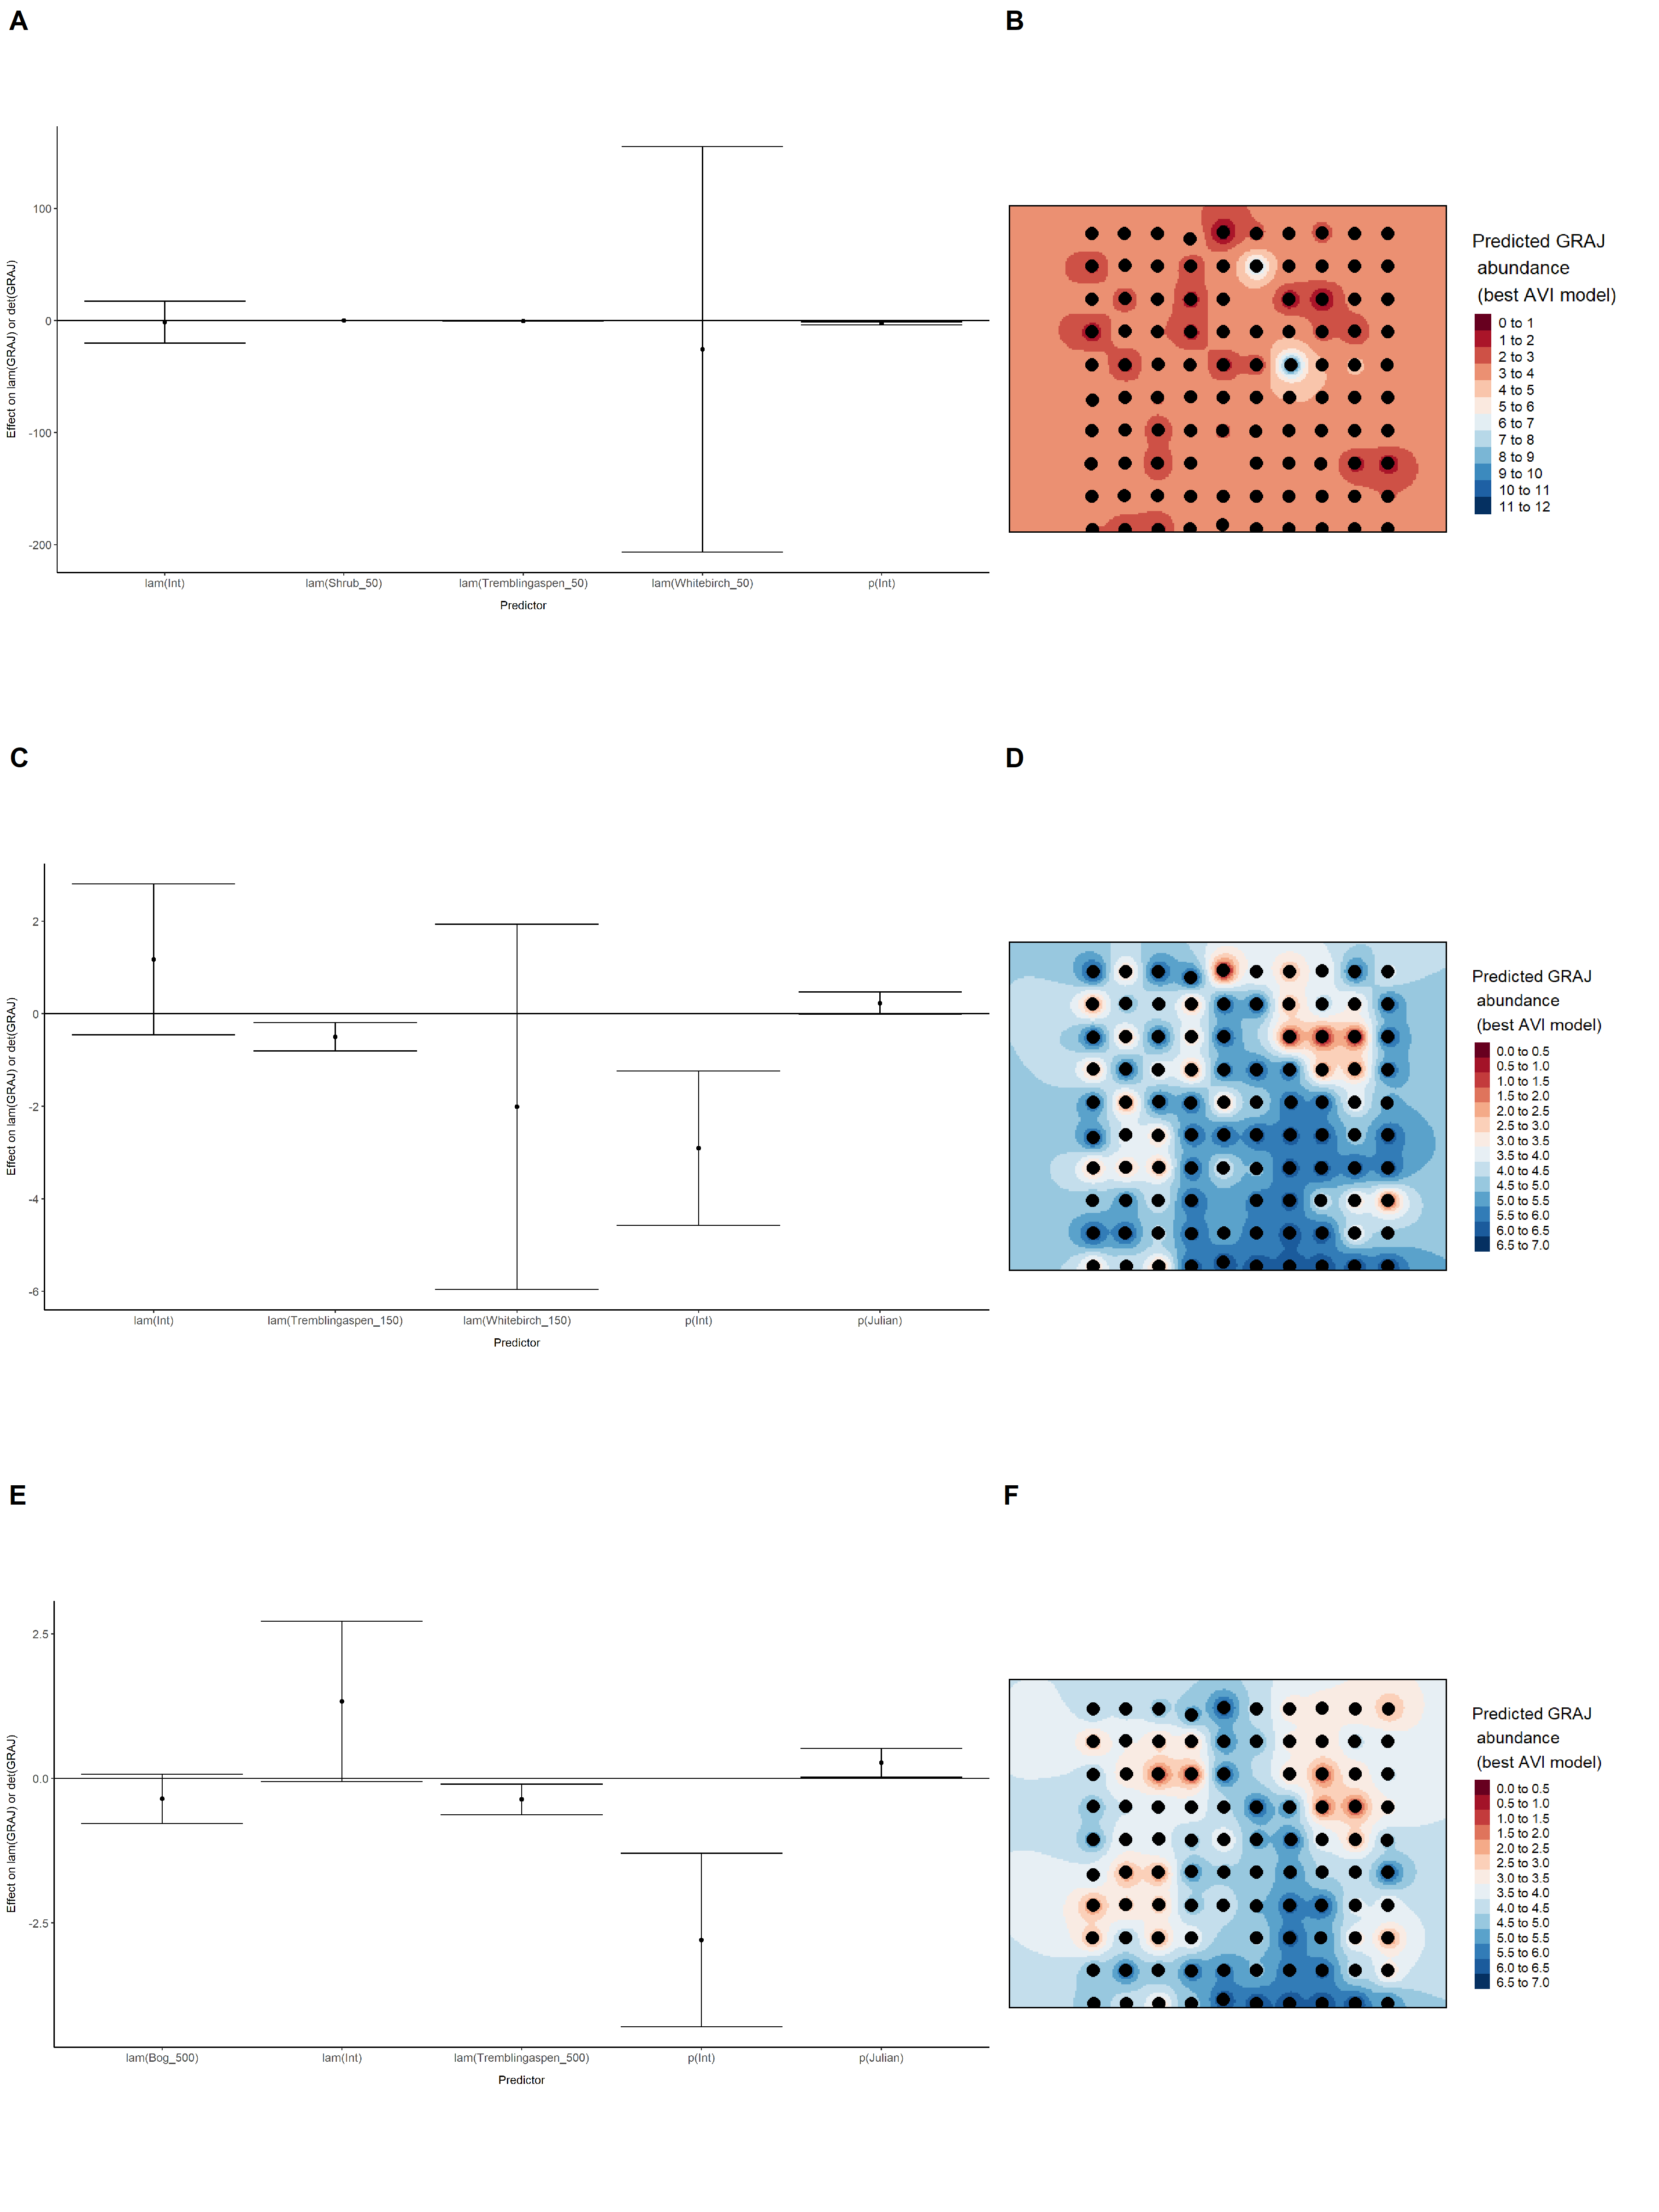 A
B
Effect on lam(GRAJ) or det(GRAJ)
100
0
-100
-200
lam(Int)
lam(Shrub_50)
lam(Tremblingaspen_50)
lam(Whitebirch_50)
p(Int)
Predictor
Predicted GRAJ
abundance
(best AVI model)
0 to 1
1 to 2
2 to 3
3 to 4
4 to 5
5 to 6
6 to 7
7 to 8
8 to 9
9 to 10
10 to 11
11 to 12
C
D
Effect on lam(GRAJ) or det(GRAJ)
2
0
-2
-4
-6
lam(Int)
lam(Tremblingaspen_150)
lam(Whitebirch_150)
p(Int)
p(Julian)
Predictor
Predicted GRAJ
abundance
(best AVI model)
0.0 to 0.5
0.5 to 1.0
1.0 to 1.5
1.5 to 2.0
2.0 to 2.5
2.5 to 3.0
3.0 to 3.5
3.5 to 4.0
4.0 to 4.5
4.5 to 5.0
5.0 to 5.5
5.5 to 6.0
6.0 to 6.5
6.5 to 7.0
E
F
Effect on lam(GRAJ) or det(GRAJ)
2.5
0.0
-2.5
lam(Bog_500)
lam(Int)
lam(Tremblingaspen_500)
p(Int)
p(Julian)
Predictor
Predicted GRAJ
abundance
(best AVI model)
0.0 to 0.5
0.5 to 1.0
1.0 to 1.5
1.5 to 2.0
2.0 to 2.5
2.5 to 3.0
3.0 to 3.5
3.5 to 4.0
4.0 to 4.5
4.5 to 5.0
5.0 to 5.5
5.5 to 6.0
6.0 to 6.5
6.5 to 7.0